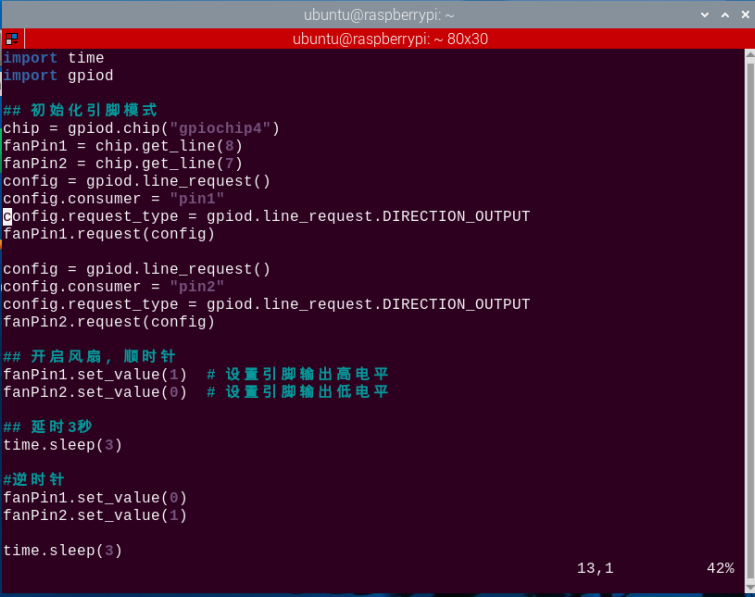 ubuntu@raspberrypi: ~
ubuntu@raspberrypi: ~ 80x30
import time
import gpiod
## 初始化引脚模式
chip = gpiod.chip("gpiochip4")
fanPin1 = chip.get_line(8)
fanPin2 = chip.get_line(7)
config = gpiod.line_request()
config.consumer = "pin1"
config.request_type = gpiod.line_request.DIRECTION_OUTPUT
fanPin1.request(config)
config = gpiod.line_request()
config.consumer = "pin2"
config.request_type = gpiod.line_request.DIRECTION_OUTPUT
fanPin2.request(config)
## 开启风扇，顺时针
fanPin1.set_value(1)  # 设置引脚输出高电平
fanPin2.set_value(0)  # 设置引脚输出低电平
## 延时3秒
time.sleep(3)
#逆时针
fanPin1.set_value(0)
fanPin2.set_value(1)
time.sleep(3)
13,1 42%